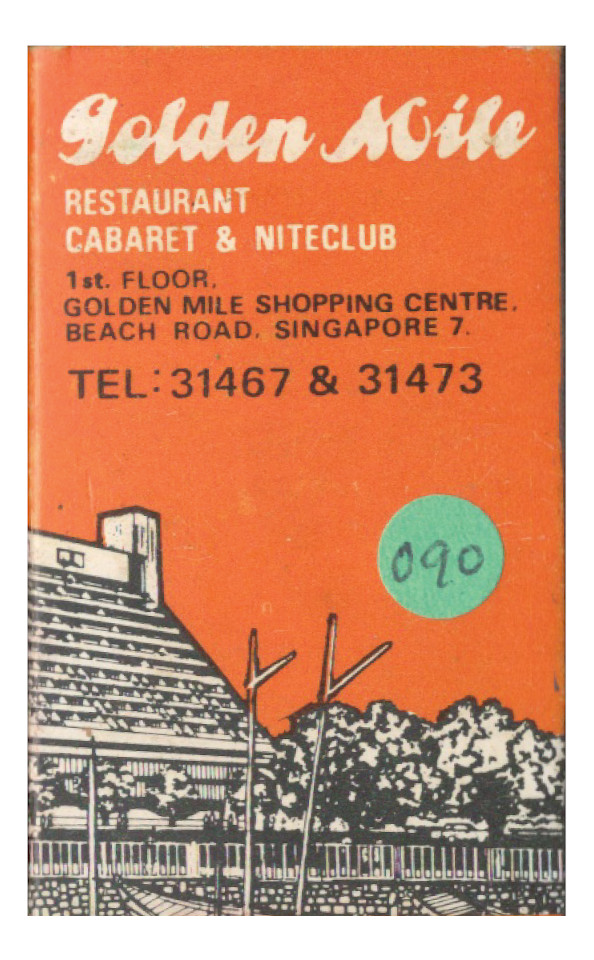 Golden Mile
RESTAURANT
CABARET & NITECLUB
1st. FLOOR,
GOLDEN MILE SHOPPING CENTRE,
BEACH ROAD, SINGAPORE 7.
TEL: 31467 & 31473
090